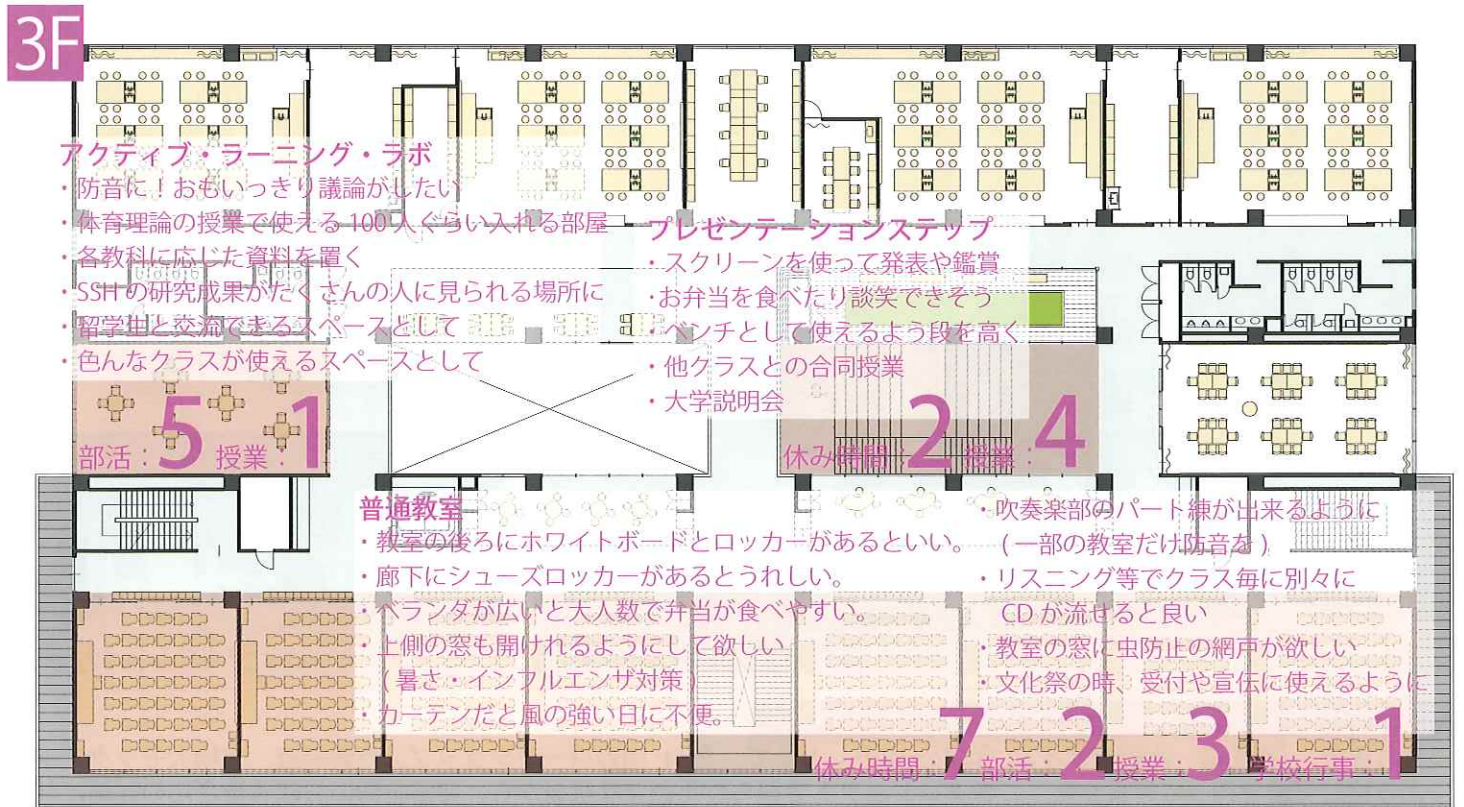 3F
アクティブ・ラーニング・ラボ
・防音に！おもいっきり議論がしたい
・体育理論の授業で使える100人ぐらい入れる部屋
・各教科に応じた資料を置く
・SSHの研究成果がたくさんの人に見られる場所に
・留学生と交流できるスペースとして
・色んなクラスが使えるスペースとして
部活：5 授業：1
プレゼンテーションステップ
・スクリーンを使って発表や鑑賞
・お弁当を食べたり談笑できそう
・ベンチとして使えるよう段を高く
・他クラスとの合同授業
・大学説明会
休み時間：2 授業：4
普通教室
・教室の後ろにホワイトボードとロッカーがあるといい。
・廊下にシューズロッカーがあるとうれしい。
・ベランダが広いと大人数で弁当が食べやすい。
・上側の窓も開けれるようにして欲しい
(暑さ・インフルエンザ対策)
・カーテンだと風の強い日に不便。
・吹奏楽部のパート練が出来るように
(一部の教室だけ防音を)
・リスニング等でクラス毎に別々に
CDが流せると良い
・教室の窓に虫防止の網戸が欲しい
・文化祭の時、受付や宣伝に使えるように
休み時間：7 部活：2 授業：3 学校行事：1